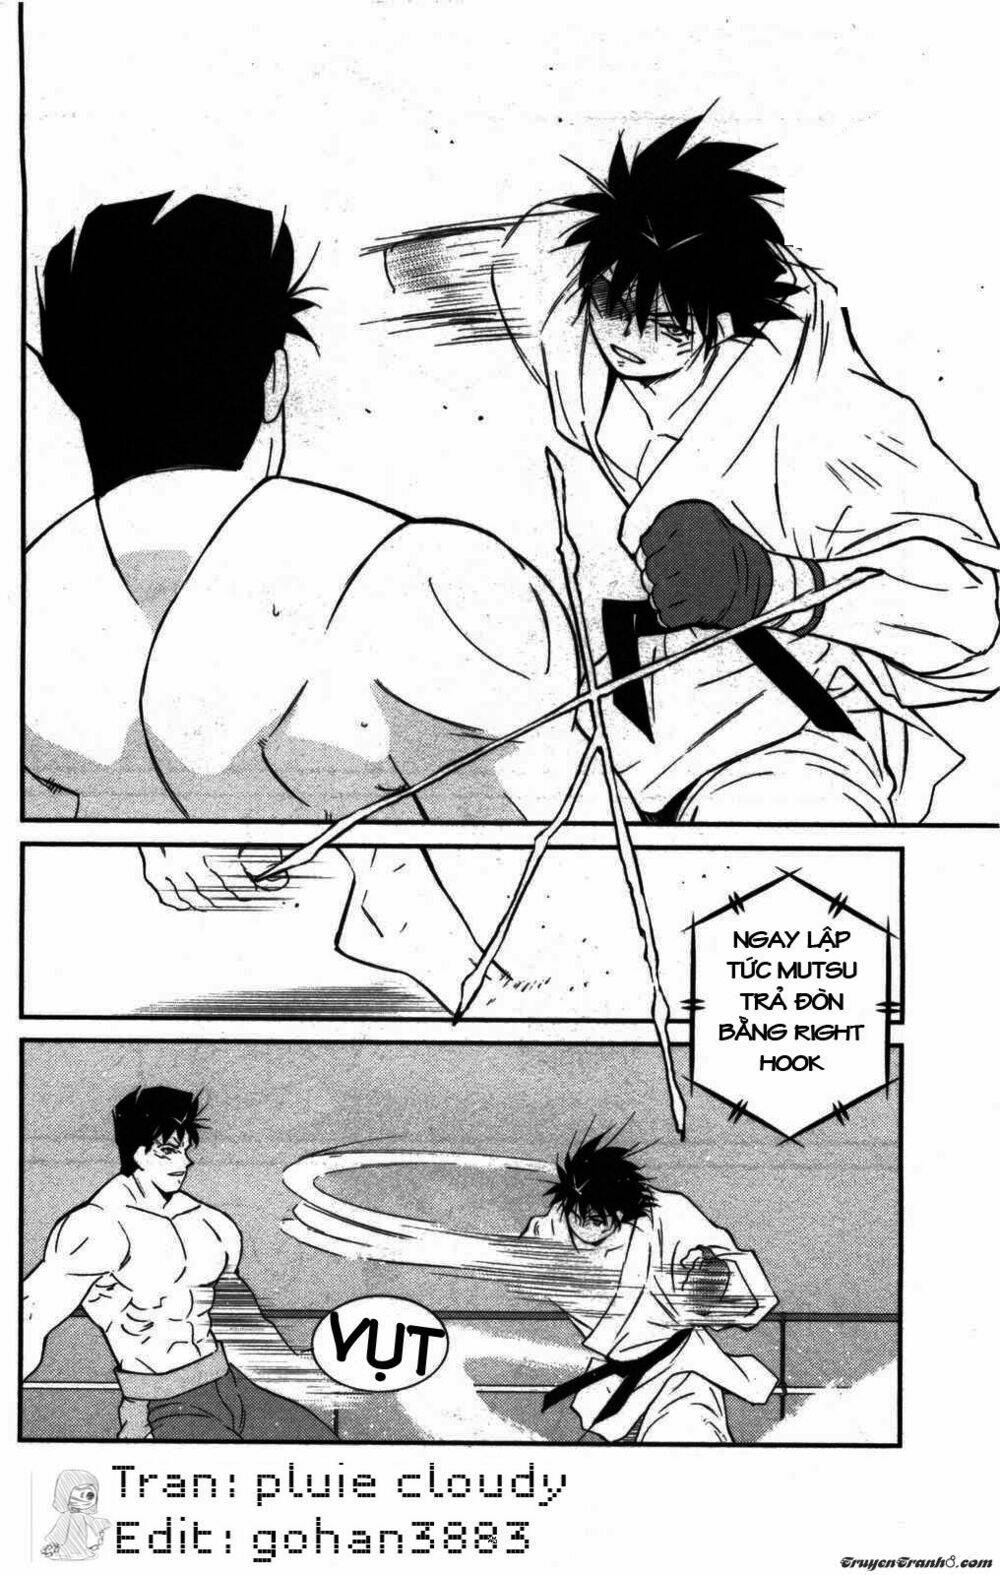 NGAY LẬP
TỨC MUTSU
TRẢ ĐÒN
BẰNG RIGHT
HOOK
VỤT
Tran: pluie cloudy
Edit: gohan3883
TruyenTranh8.com